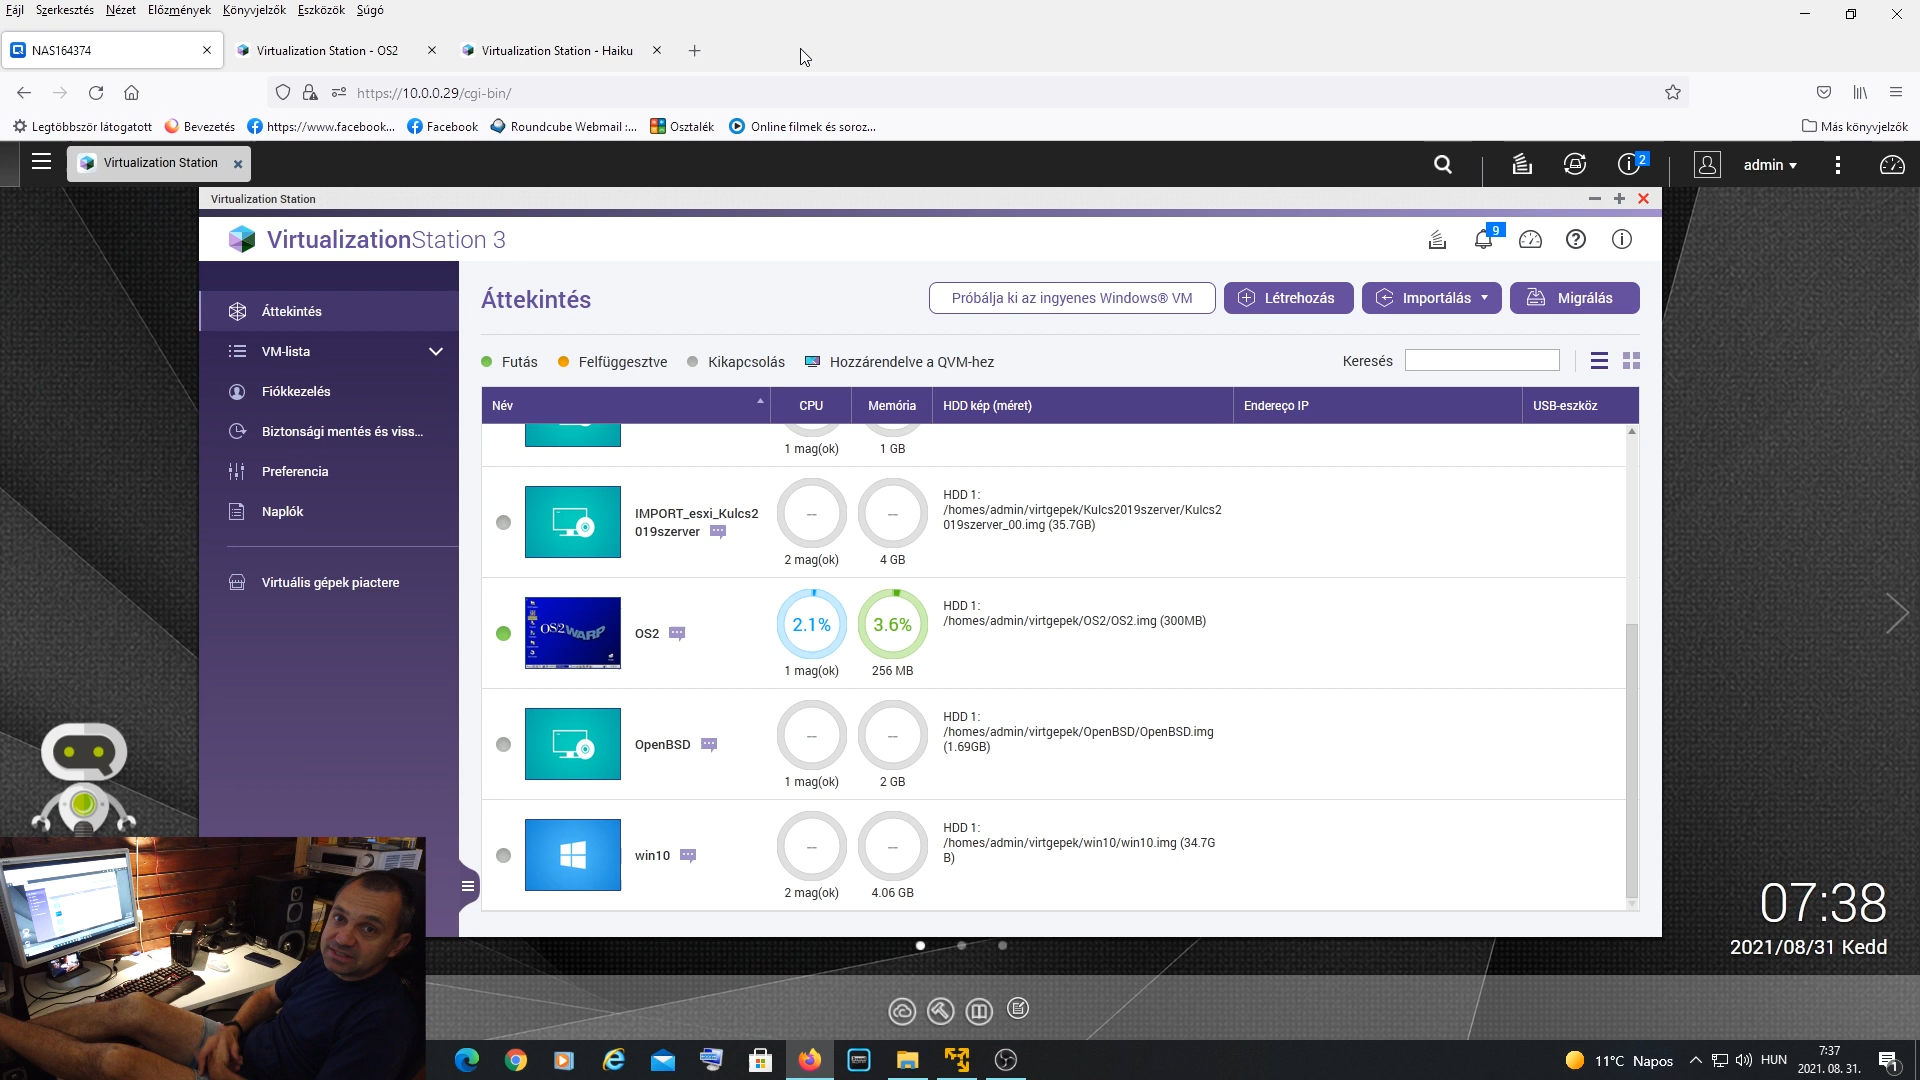 Fájl Szerkesztés Nézet Előzmények Könyvjelzők Eszközök Súgó
NAS164374
Virtualization Station - OS2
Virtualization Station - Haiku
https://10.0.0.29/cgi-bin/
Legtöbbször látogatott
Bevezetés
https://www.facebook...
Facebook
Roundcube Webmail :...
Osztalék
Online filmek és soroz...
Más könyvjelzők
Virtualization Station
2
admin
Virtualization Station
VirtualizationStation 3
9
Áttekintés
VM-lista
Fiókkezelés
Biztonsági mentés és viss...
Preferencia
Naplók
Virtuális gépek piactere
Áttekintés
Próbálja ki az ingyenes Windows® VM
Létrehozás
Importálás
Migrálás
Futás
Felfüggesztve
Kikapcsolás
Hozzárendelve a QVM-hez
Keresés
Név CPU Memória HDD kép (méret) Endereço IP USB-eszköz
1 mag(ok) 1 GB
IMPORT_esxi_Kulcs2
019szerver
--
--
2 mag(ok)
4 GB
HDD 1:
/homes/admin/virtgepek/Kulcs2019szerver/Kulcs2
019szerver_00.img (35.7GB)
OS2 WARP
OS2
2.1%
3.6%
1 mag(ok)
256 MB
HDD 1:
/homes/admin/virtgepek/OS2/OS2.img (300MB)
OpenBSD
--
--
1 mag(ok)
2 GB
HDD 1:
/homes/admin/virtgepek/OpenBSD/OpenBSD.img
(1.69GB)
win10
--
--
2 mag(ok)
4.06 GB
HDD 1:
/homes/admin/virtgepek/win10/win10.img (34.7G
B)
07:38
2021/08/31 Kedd
11°C Napos
HUN
7:37
2021. 08. 31.
1